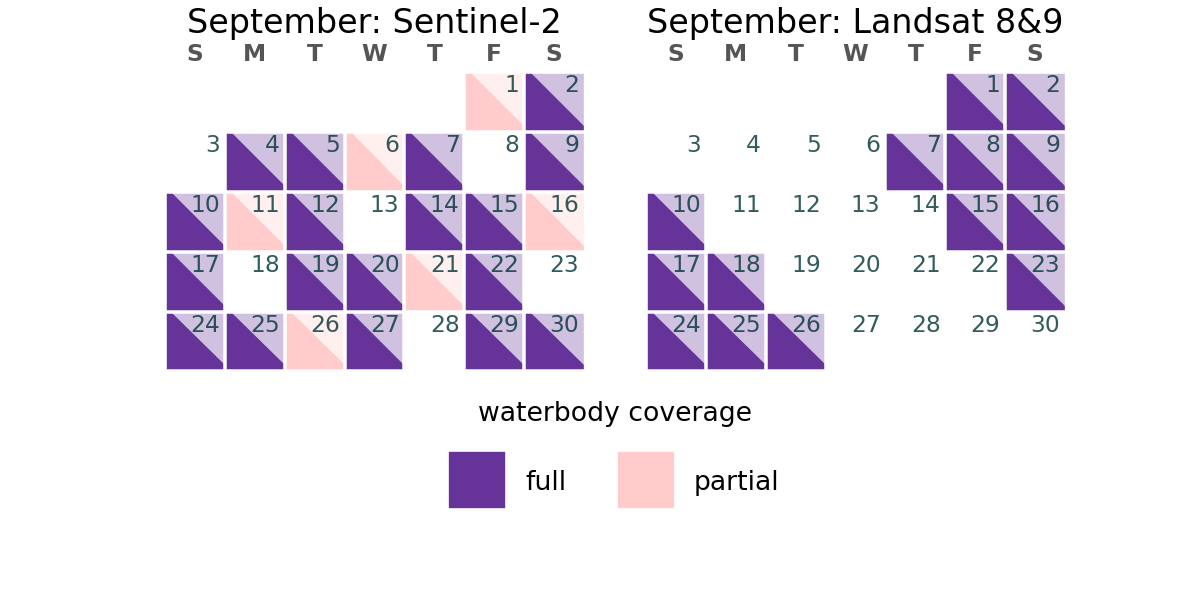 September: Sentinel-2
S M T W T F S
1 2
3 4 5 6 7 8 9
10 11 12 13 14 15 16
17 18 19 20 21 22 23
24 25 26 27 28 29 30
September: Landsat 8&9
S M T W T F S
1 2
3 4 5 6 7 8 9
10 11 12 13 14 15 16
17 18 19 20 21 22 23
24 25 26 27 28 29 30
waterbody coverage
full partial